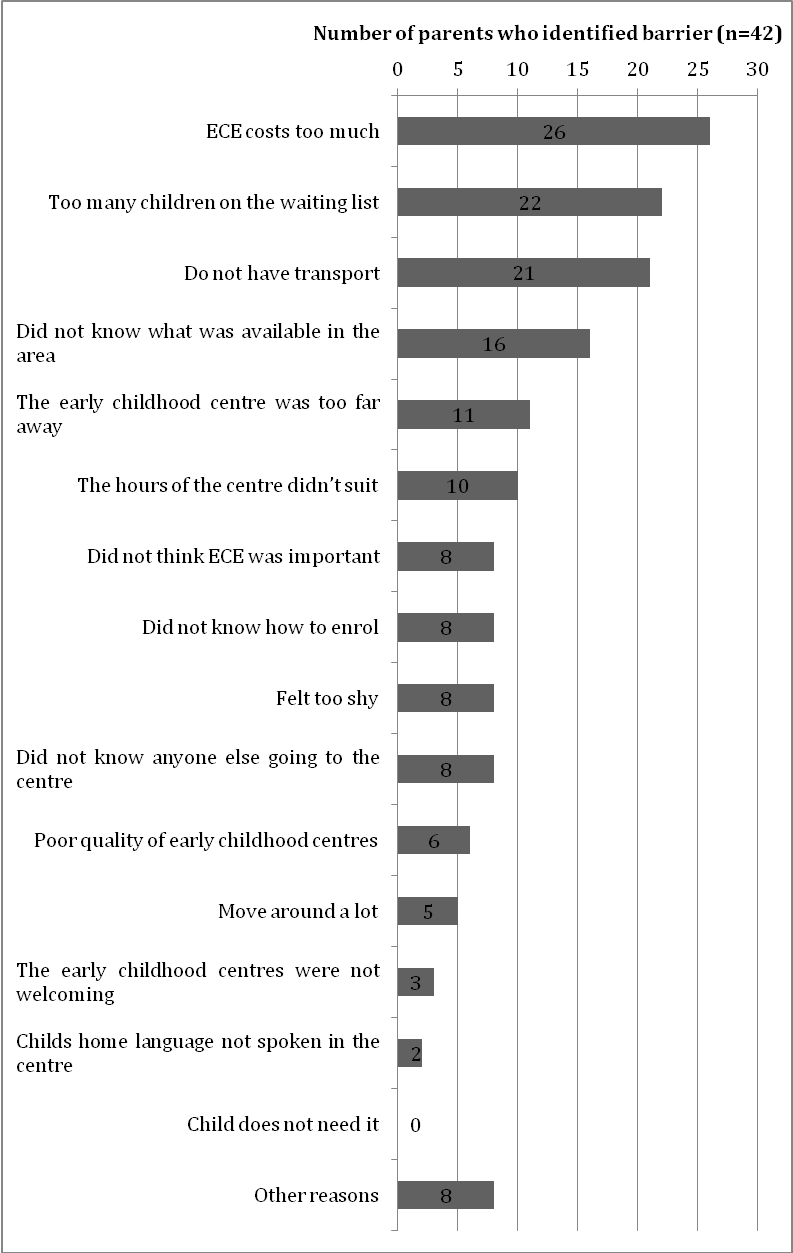 Number of parents who identified barrier (n=42)
0 5 10 15 20 25 30
ECE costs too much 26
Too many children on the waiting list 22
Do not have transport 21
Did not know what was available in the
area
16
The early childhood centre was too far
away
11
The hours of the centre didn't suit 10
Did not think ECE was important 8
Did not know how to enrol 8
Felt too shy 8
Did not know anyone else going to the
centre
8
Poor quality of early childhood centres 6
Move around a lot 5
The early childhood centres were not
welcoming
3
Childs home language not spoken in the
centre
2
Child does not need it 0
Other reasons 8